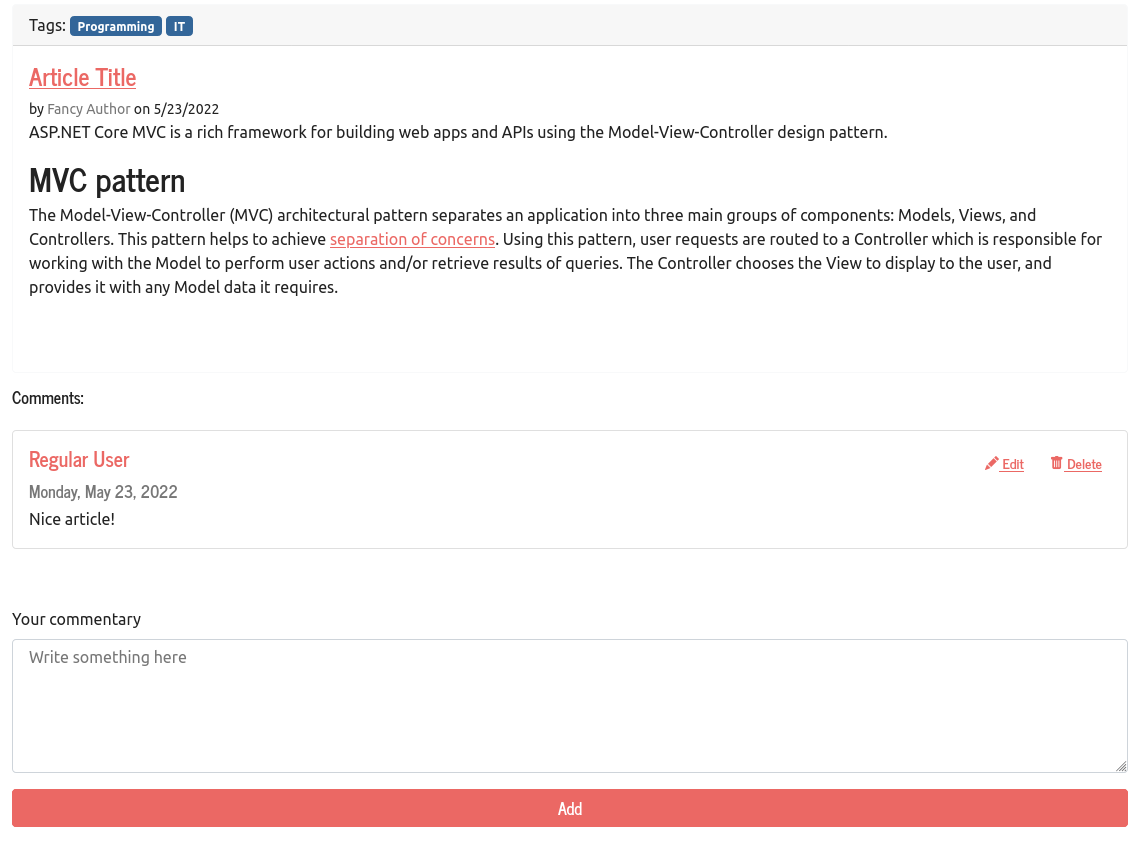 Tags: Programming IT
Article Title
by Fancy Author on 5/23/2022
ASP.NET Core MVC is a rich framework for building web apps and APIs using the Model-View-Controller design pattern.
MVC pattern
The Model-View-Controller (MVC) architectural pattern separates an application into three main groups of components: Models, Views, and
Controllers. This pattern helps to achieve separation of concerns. Using this pattern, user requests are routed to a Controller which is responsible for
working with the Model to perform user actions and/or retrieve results of queries. The Controller chooses the View to display to the user, and
provides it with any Model data it requires.
Comments:
Regular User
Edit Delete
Monday, May 23, 2022
Nice article!
Your commentary
Write something here
Add